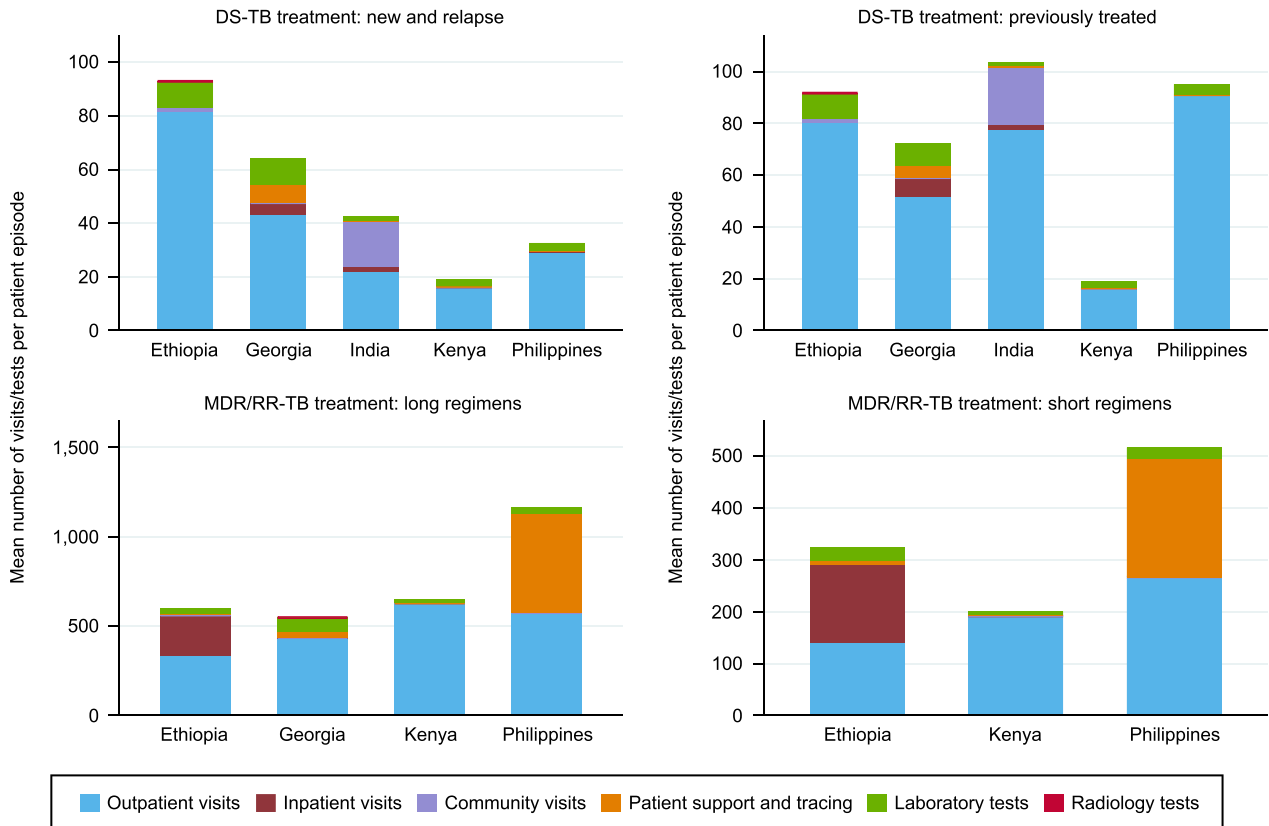 DS-TB treatment: new and relapse
DS-TB treatment: previously treated
Mean number of visits/tests per patient episode
100
80
60
40
20
0
Ethiopia Georgia India Kenya Philippines
Mean number of visits/tests per patient episode
100
80
60
40
20
0
Ethiopia Georgia India Kenya Philippines
MDR/RR-TB treatment: long regimens
1,500
1,000
500
0
Ethiopia Georgia Kenya Philippines
MDR/RR-TB treatment: short regimens
500
400
300
200
100
0
Ethiopia Kenya Philippines
Outpatient visits Inpatient visits Community visits Patient support and tracing Laboratory tests Radiology tests